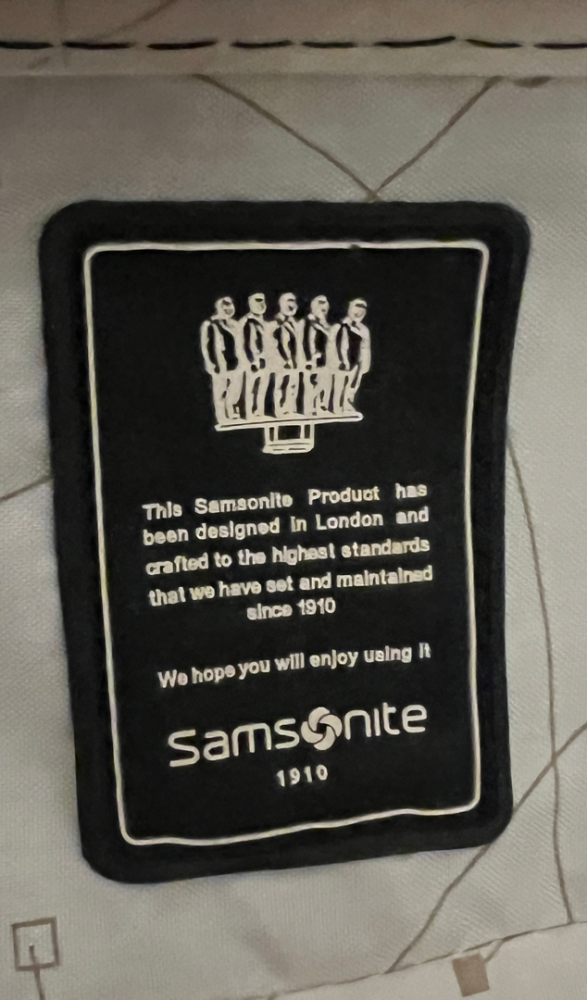 This Samsonite Product has
been designed in London and
crafted to the highest standards
that we have set and maintained
since 1910
We hope you will enjoy using it
Samsonite
1910